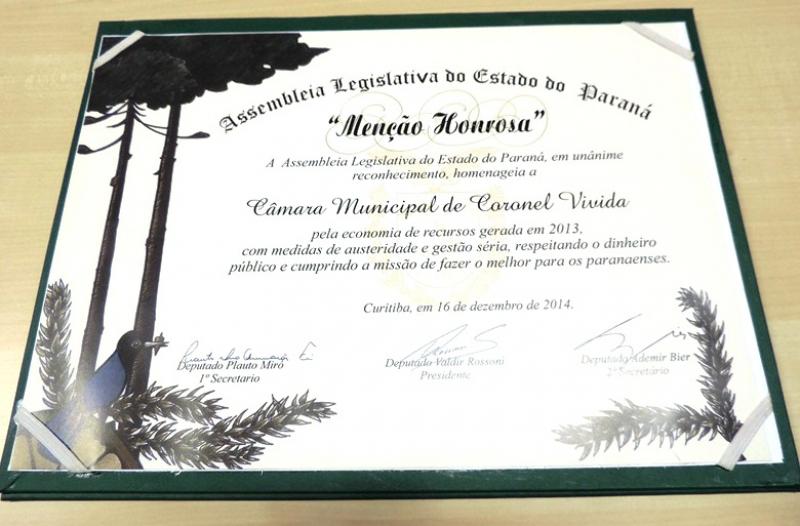 Assembleia Legislativa do Estado do Paraná
"Menção Honrosa"
A Assembleia Legislativa do Estado do Paraná, em unânime
reconhecimento, homenageia a
Câmara Municipal de Coronel Vivida
pela economia de recursos gerada em 2013,
com medidas de austeridade e gestão séria, respeitando o dinheiro
público e cumprindo a missão de fazer o melhor para os paranaenses.
Curitiba, em 16 de dezembro de 2014.
Deputado Plauto Miró
1º Secretario
Deputado Valdir Rossoni
Presidente
Deputado Ademir Bier
2º Secretário